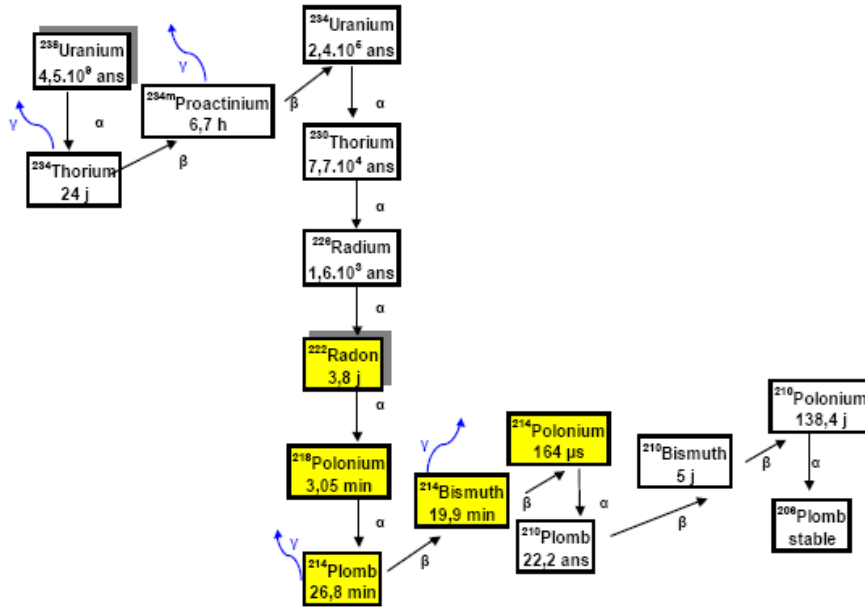 ²³⁸Uranium
4,5.10⁹ ans
α
γ
²³⁴Thorium
24 j
β
γ
²³⁴ᵐProactinium
6,7 h
β
²³⁴Uranium
2,4.10⁵ ans
α
²³⁰Thorium
7,7.10⁴ ans
α
²²⁶Radium
1,6.10³ ans
α
²²²Radon
3,8 j
α
²¹⁸Polonium
3,05 min
α
γ
²¹⁴Plomb
26,8 min
β
γ
²¹⁴Bismuth
19,9 min
β
²¹⁴Polonium
164 µs
α
²¹⁰Plomb
22,2 ans
β
²¹⁰Bismuth
5 j
β
²¹⁰Polonium
138,4 j
α
²⁰⁶Plomb
stable